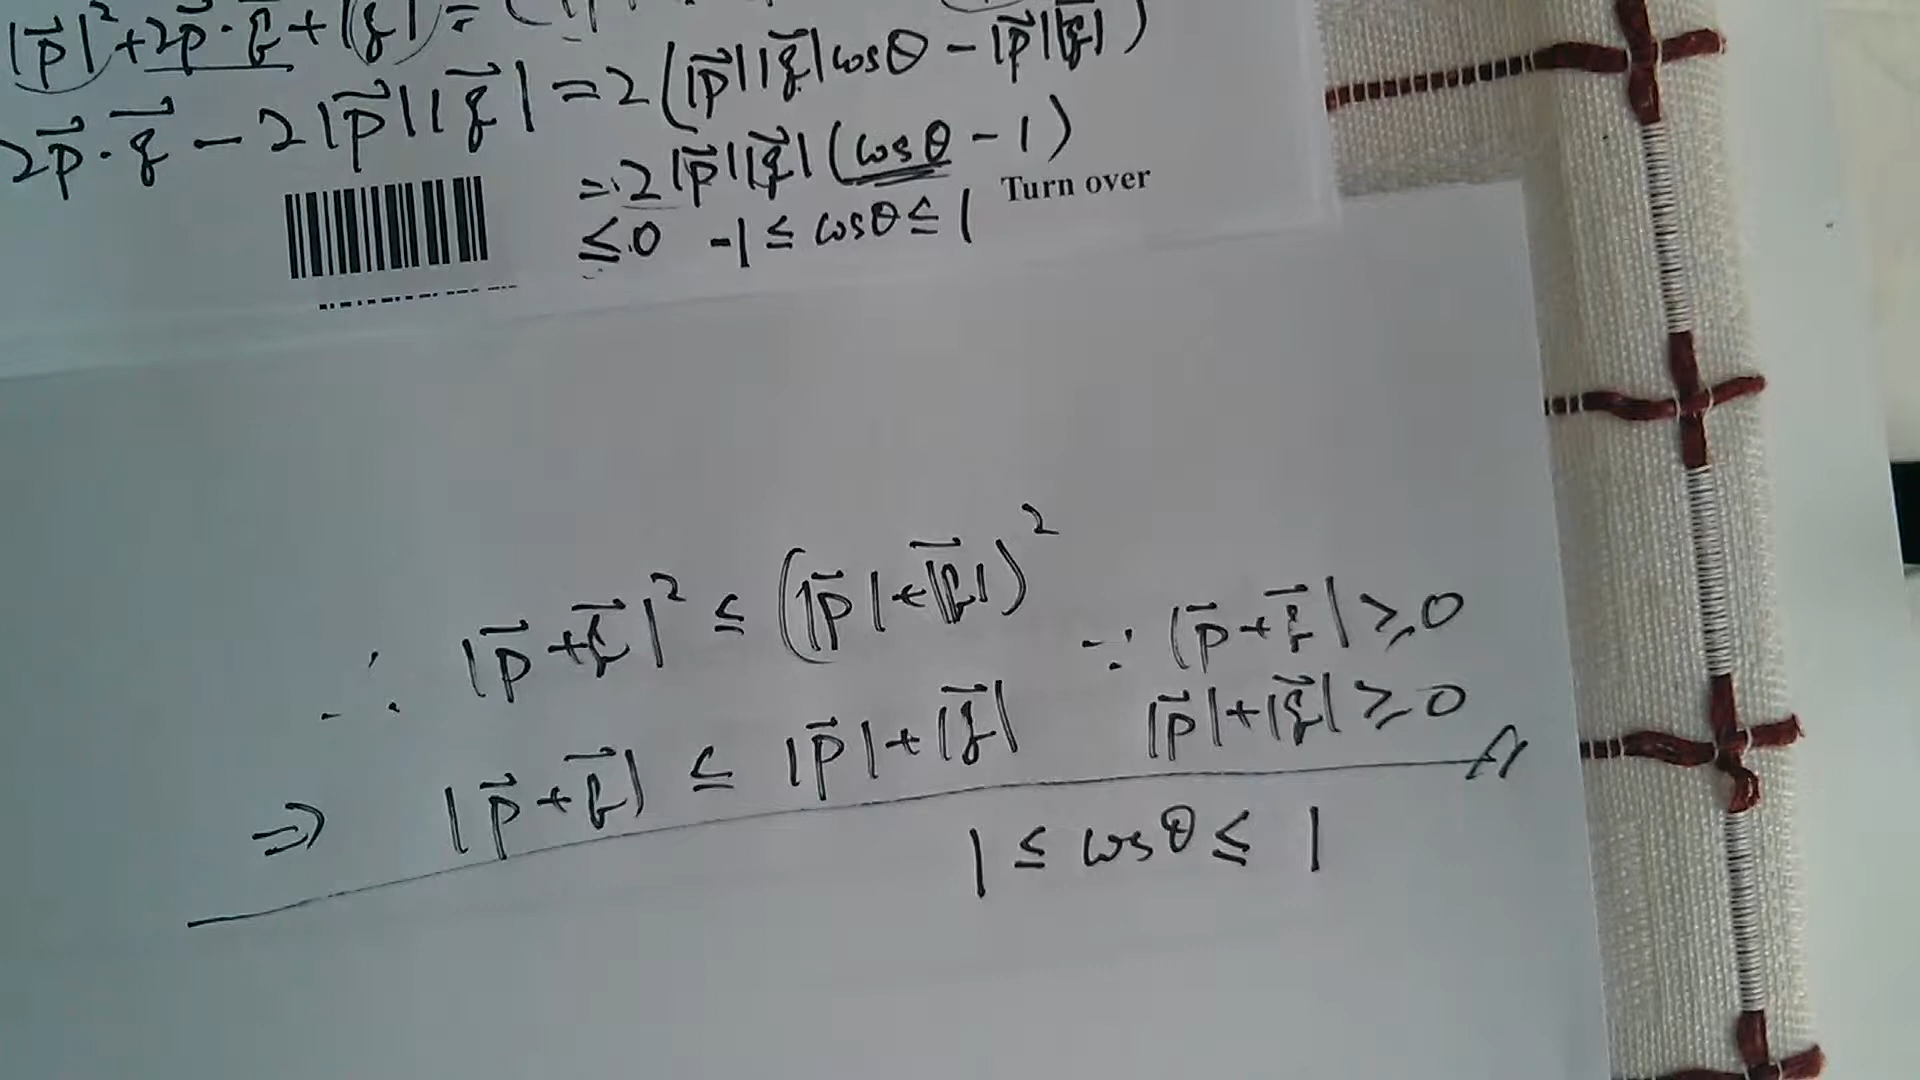 |p⃗|²+2p⃗·q⃗+|q⃗|=(
2p⃗·q⃗-2|p⃗||q⃗|=2(|p⃗||q⃗|cosθ-|p⃗||q⃗|)
=2|p⃗||q⃗|(cosθ-1)
Turn over
≤0 -1≤cosθ≤1
∴ |p⃗+q⃗|²≤(|p⃗|+|q⃗|)² ∵ |p⃗+q⃗|≥0
|p⃗|+|q⃗|≥0
⇒ |p⃗+q⃗|≤|p⃗|+|q⃗|
1≤cosθ≤1